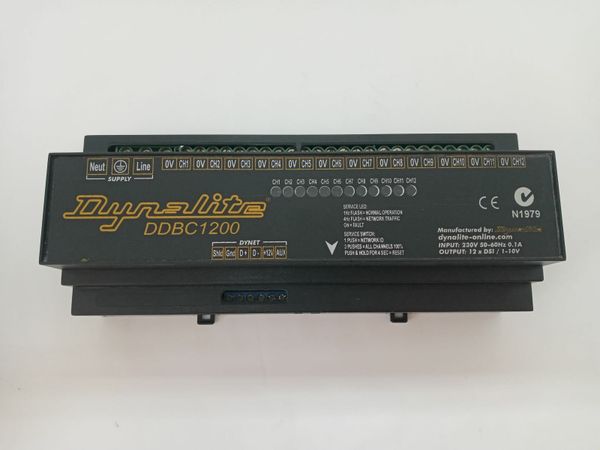 Neut Line 0V CH1 0V CH2 0V CH3 0V CH4 0V CH5 0V CH6 0V CH7 0V CH8 0V CH9 0V CH10 0V CH11 0V CH12
SUPPLY
CH1 CH2 CH3 CH4 CH5 CH6 CH7 CH8 CH9 CH10 CH11 CH12
Dynalite
DDBC1200
DYNET
Shld Gnd D+ D- +12V AUX
SERVICE LED:
1Hz FLASH = NORMAL OPERATION
4Hz FLASH = NETWORK TRAFFIC
ON = FAULT
SERVICE SWITCH:
1 PUSH = NETWORK ID
3 PUSHES = ALL CHANNELS 100%
PUSH & HOLD FOR 4 SEC = RESET
CE
N1979
Manufactured by: Dynalite
dynalite-online.com
INPUT: 230V 50-60Hz 0.1A
OUTPUT: 12 x DSI / 1-10V